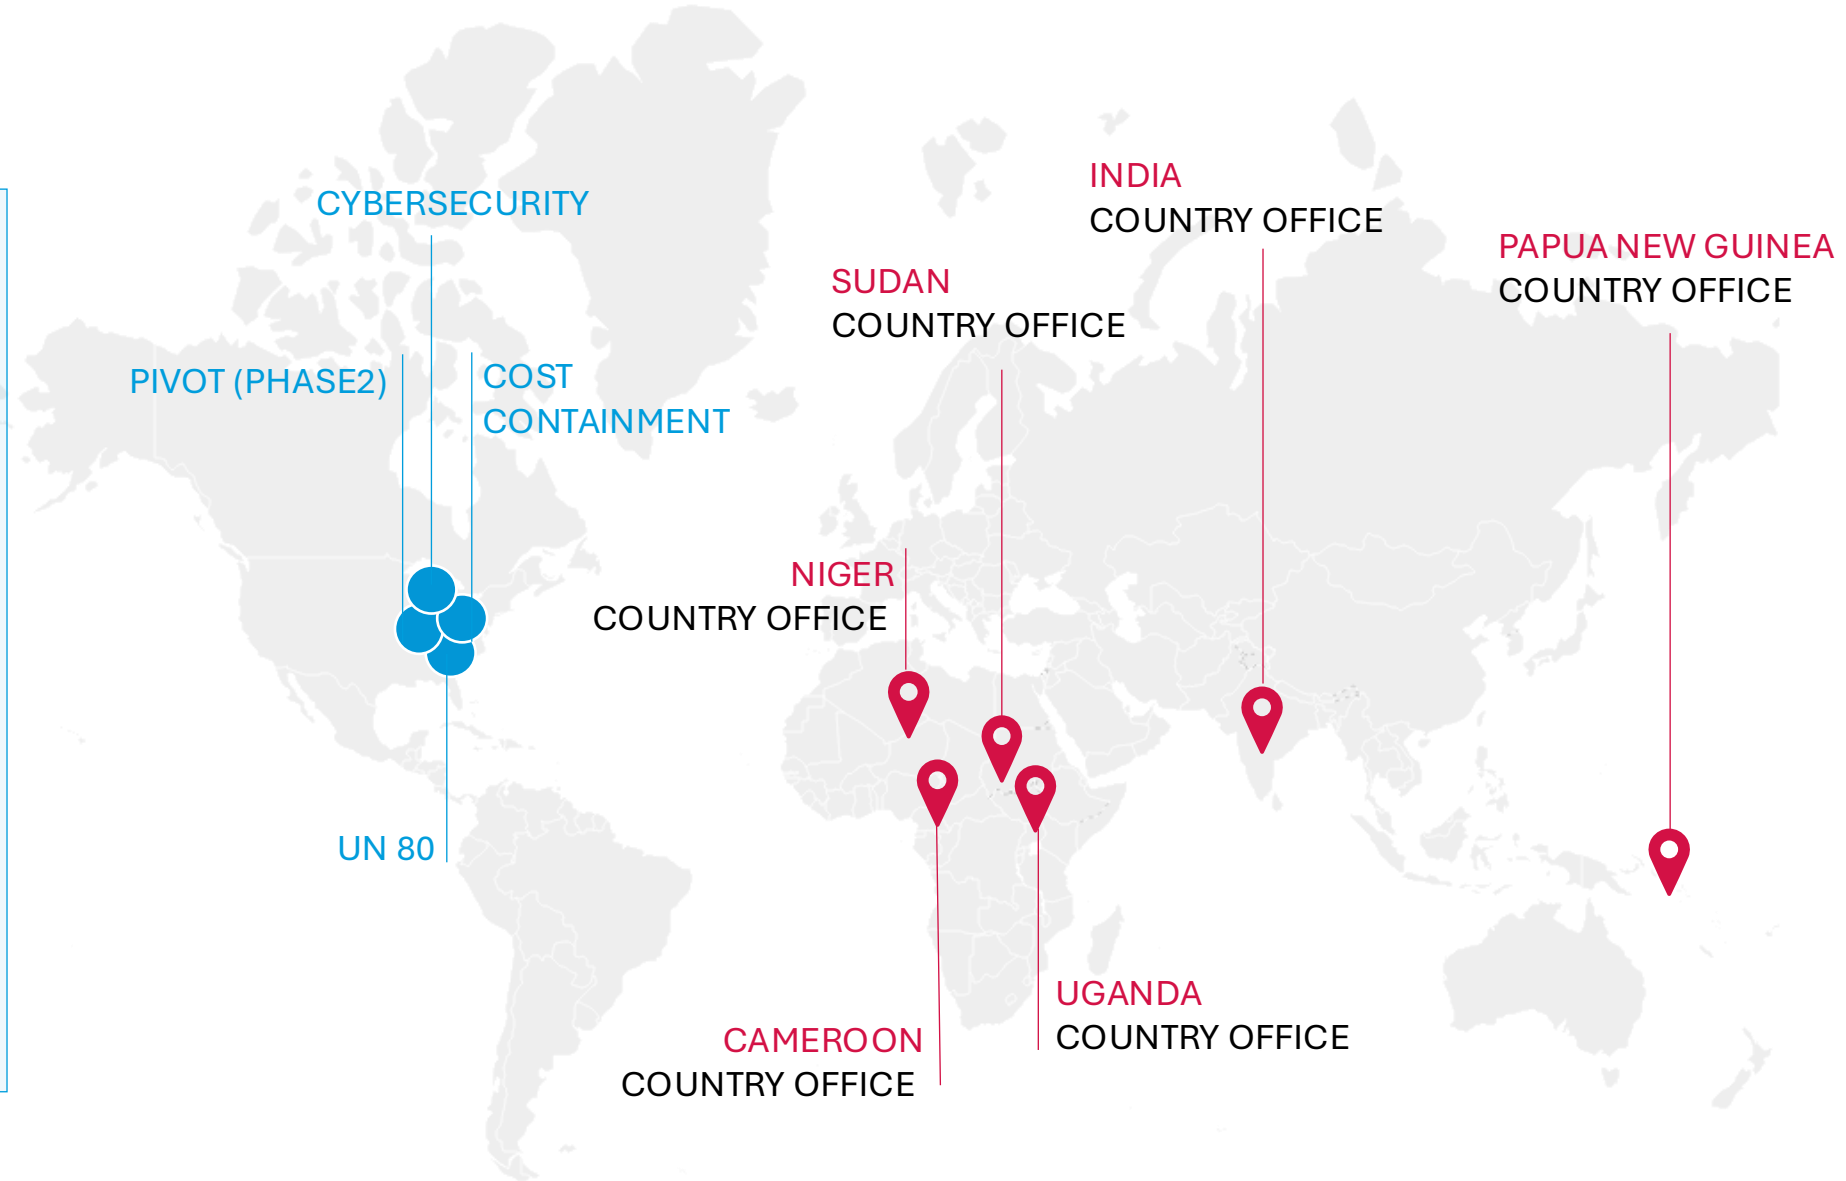 CYBERSECURITY
PIVOT (PHASE2)
COST
CONTAINMENT
UN 80
INDIA
COUNTRY OFFICE
PAPUA NEW GUINEA
COUNTRY OFFICE
SUDAN
COUNTRY OFFICE
NIGER
COUNTRY OFFICE
UGANDA
COUNTRY OFFICE
CAMEROON
COUNTRY OFFICE